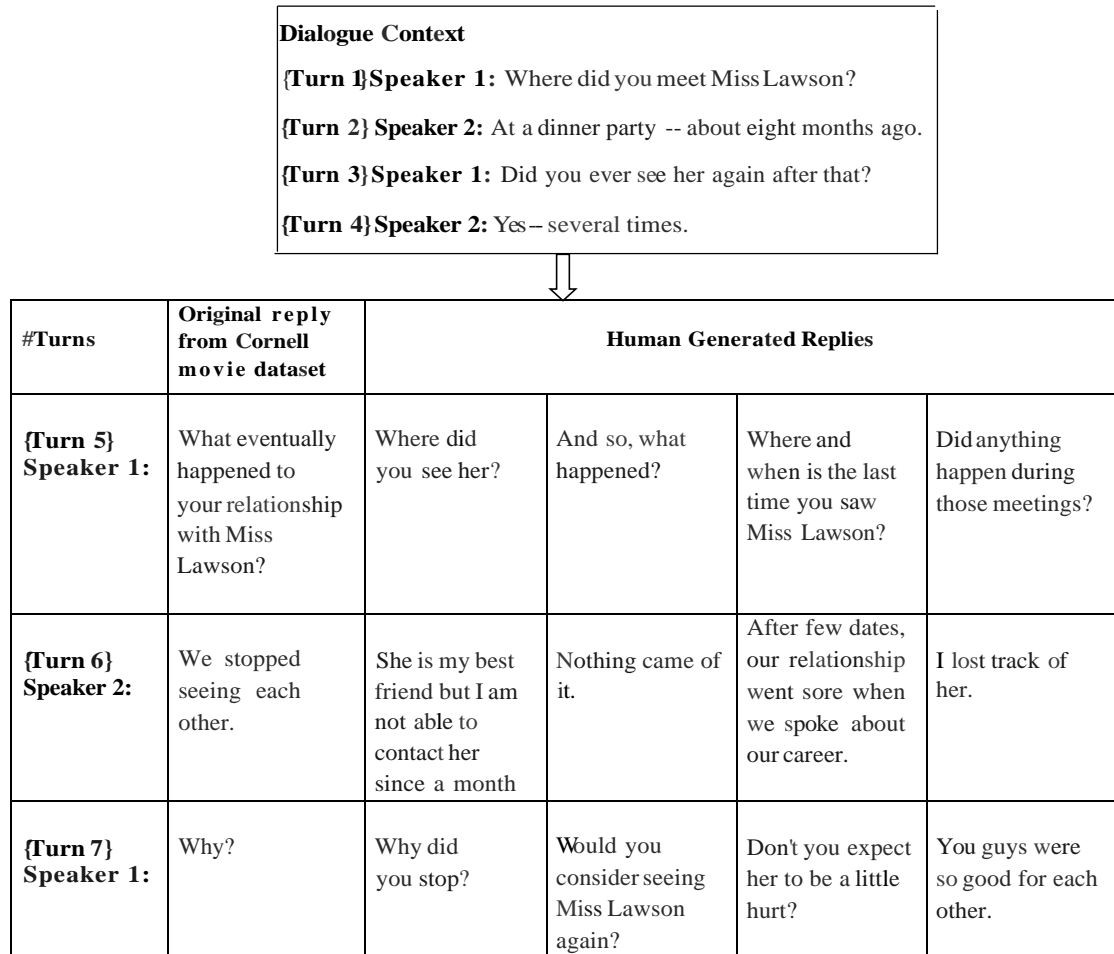 Dialogue Context
{Turn 1}Speaker 1: Where did you meet Miss Lawson?
{Turn 2} Speaker 2: At a dinner party -- about eight months ago.
{Turn 3}Speaker 1: Did you ever see her again after that?
{Turn 4}Speaker 2: Yes-- several times.
#Turns
Original reply
from Cornell
movie dataset
Human Generated Replies
{Turn 5}
Speaker 1:
What eventually
happened to
your relationship
with Miss
Lawson?
Where did
you see her?
And so, what
happened?
Where and
when is the last
time you saw
Miss Lawson?
Did anything
happen during
those meetings?
{Turn 6}
Speaker 2:
We stopped
seeing each
other.
She is my best
friend but I am
not able to
contact her
since a month
Nothing came of
it.
After few dates,
our relationship
went sore when
we spoke about
our career.
I lost track of
her.
{Turn 7}
Speaker 1:
Why?
Why did
you stop?
Would you
consider seeing
Miss Lawson
again?
Don't you expect
her to be a little
hurt?
You guys were
so good for each
other.